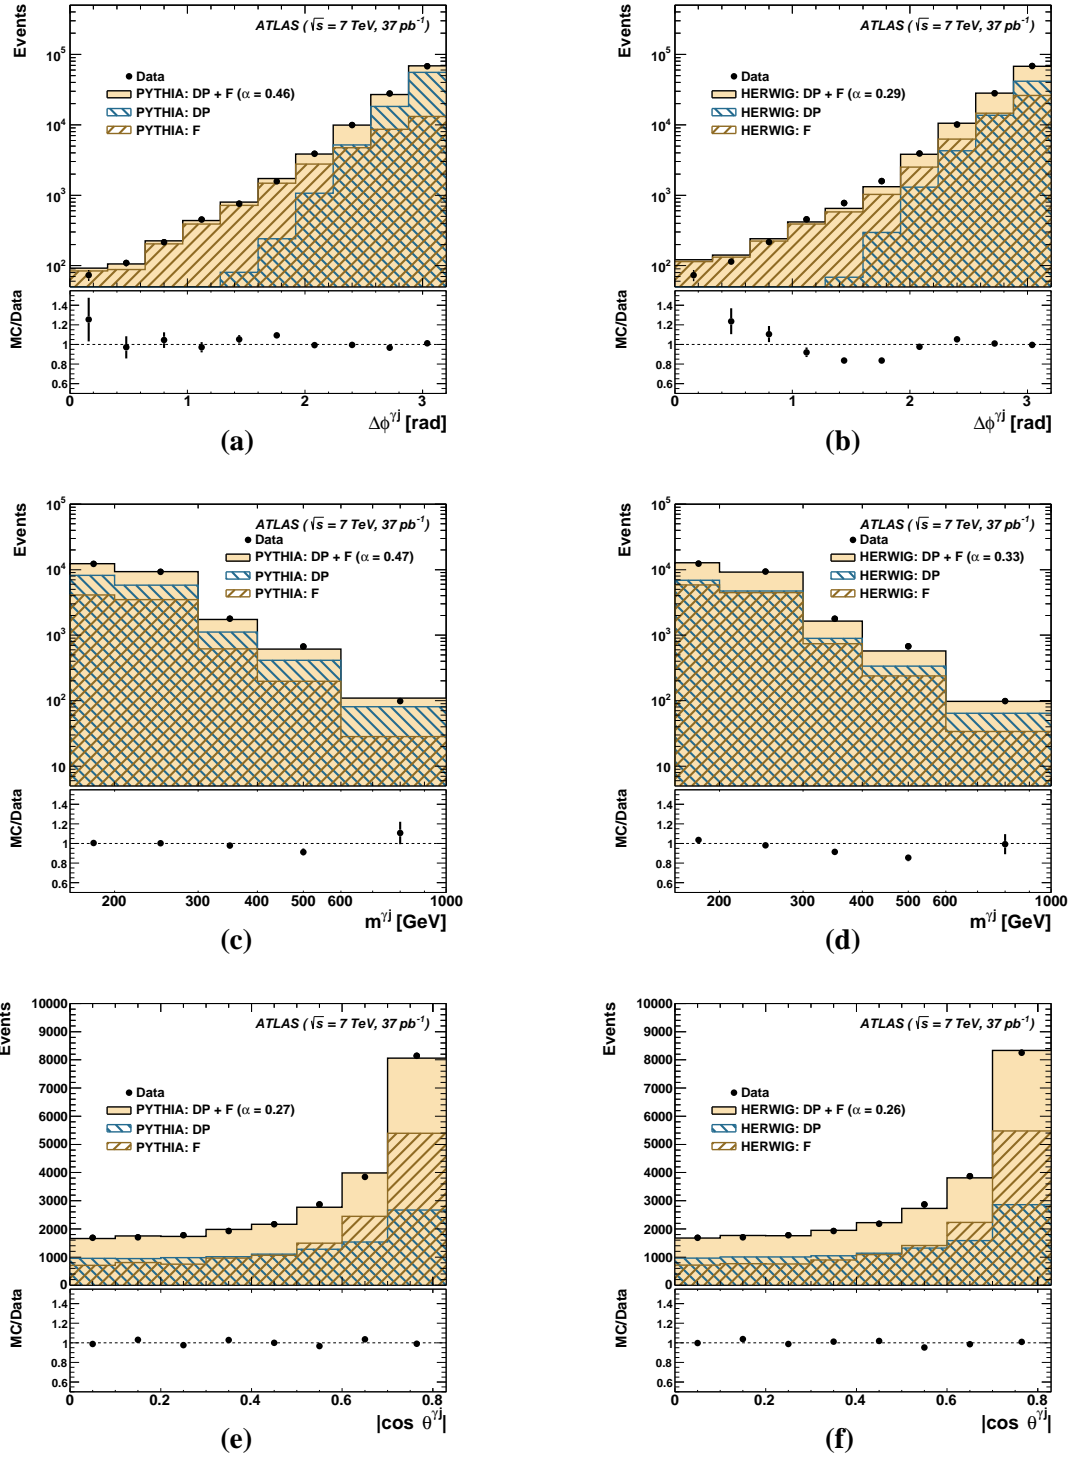 Events
ATLAS (√s = 7 TeV, 37 pb⁻¹)
Data
PYTHIA: DP + F (α = 0.46)
PYTHIA: DP
PYTHIA: F
10⁵
10⁴
10³
10²
MC/Data
1.4
1.2
1
0.8
0.6
0 1 2 3
Δϕ^γj [rad]
(a)
Events
ATLAS (√s = 7 TeV, 37 pb⁻¹)
Data
HERWIG: DP + F (α = 0.29)
HERWIG: DP
HERWIG: F
10⁵
10⁴
10³
10²
MC/Data
1.4
1.2
1
0.8
0.6
0 1 2 3
Δϕ^γj [rad]
(b)
Events
ATLAS (√s = 7 TeV, 37 pb⁻¹)
Data
PYTHIA: DP + F (α = 0.47)
PYTHIA: DP
PYTHIA: F
10⁵
10⁴
10³
10²
10
MC/Data
1.4
1.2
1
0.8
0.6
200 300 400 500 600 1000
m^γj [GeV]
(c)
Events
ATLAS (√s = 7 TeV, 37 pb⁻¹)
Data
HERWIG: DP + F (α = 0.33)
HERWIG: DP
HERWIG: F
10⁵
10⁴
10³
10²
10
MC/Data
1.4
1.2
1
0.8
0.6
200 300 400 500 600 1000
m^γj [GeV]
(d)
Events
ATLAS (√s = 7 TeV, 37 pb⁻¹)
Data
PYTHIA: DP + F (α = 0.27)
PYTHIA: DP
PYTHIA: F
10000
9000
8000
7000
6000
5000
4000
3000
2000
1000
0
MC/Data
1.4
1.2
1
0.8
0.6
0 0.2 0.4 0.6 0.8
|cos θ^γj|
(e)
Events
ATLAS (√s = 7 TeV, 37 pb⁻¹)
Data
HERWIG: DP + F (α = 0.26)
HERWIG: DP
HERWIG: F
10000
9000
8000
7000
6000
5000
4000
3000
2000
1000
0
MC/Data
1.4
1.2
1
0.8
0.6
0 0.2 0.4 0.6 0.8
|cos θ^γj|
(f)